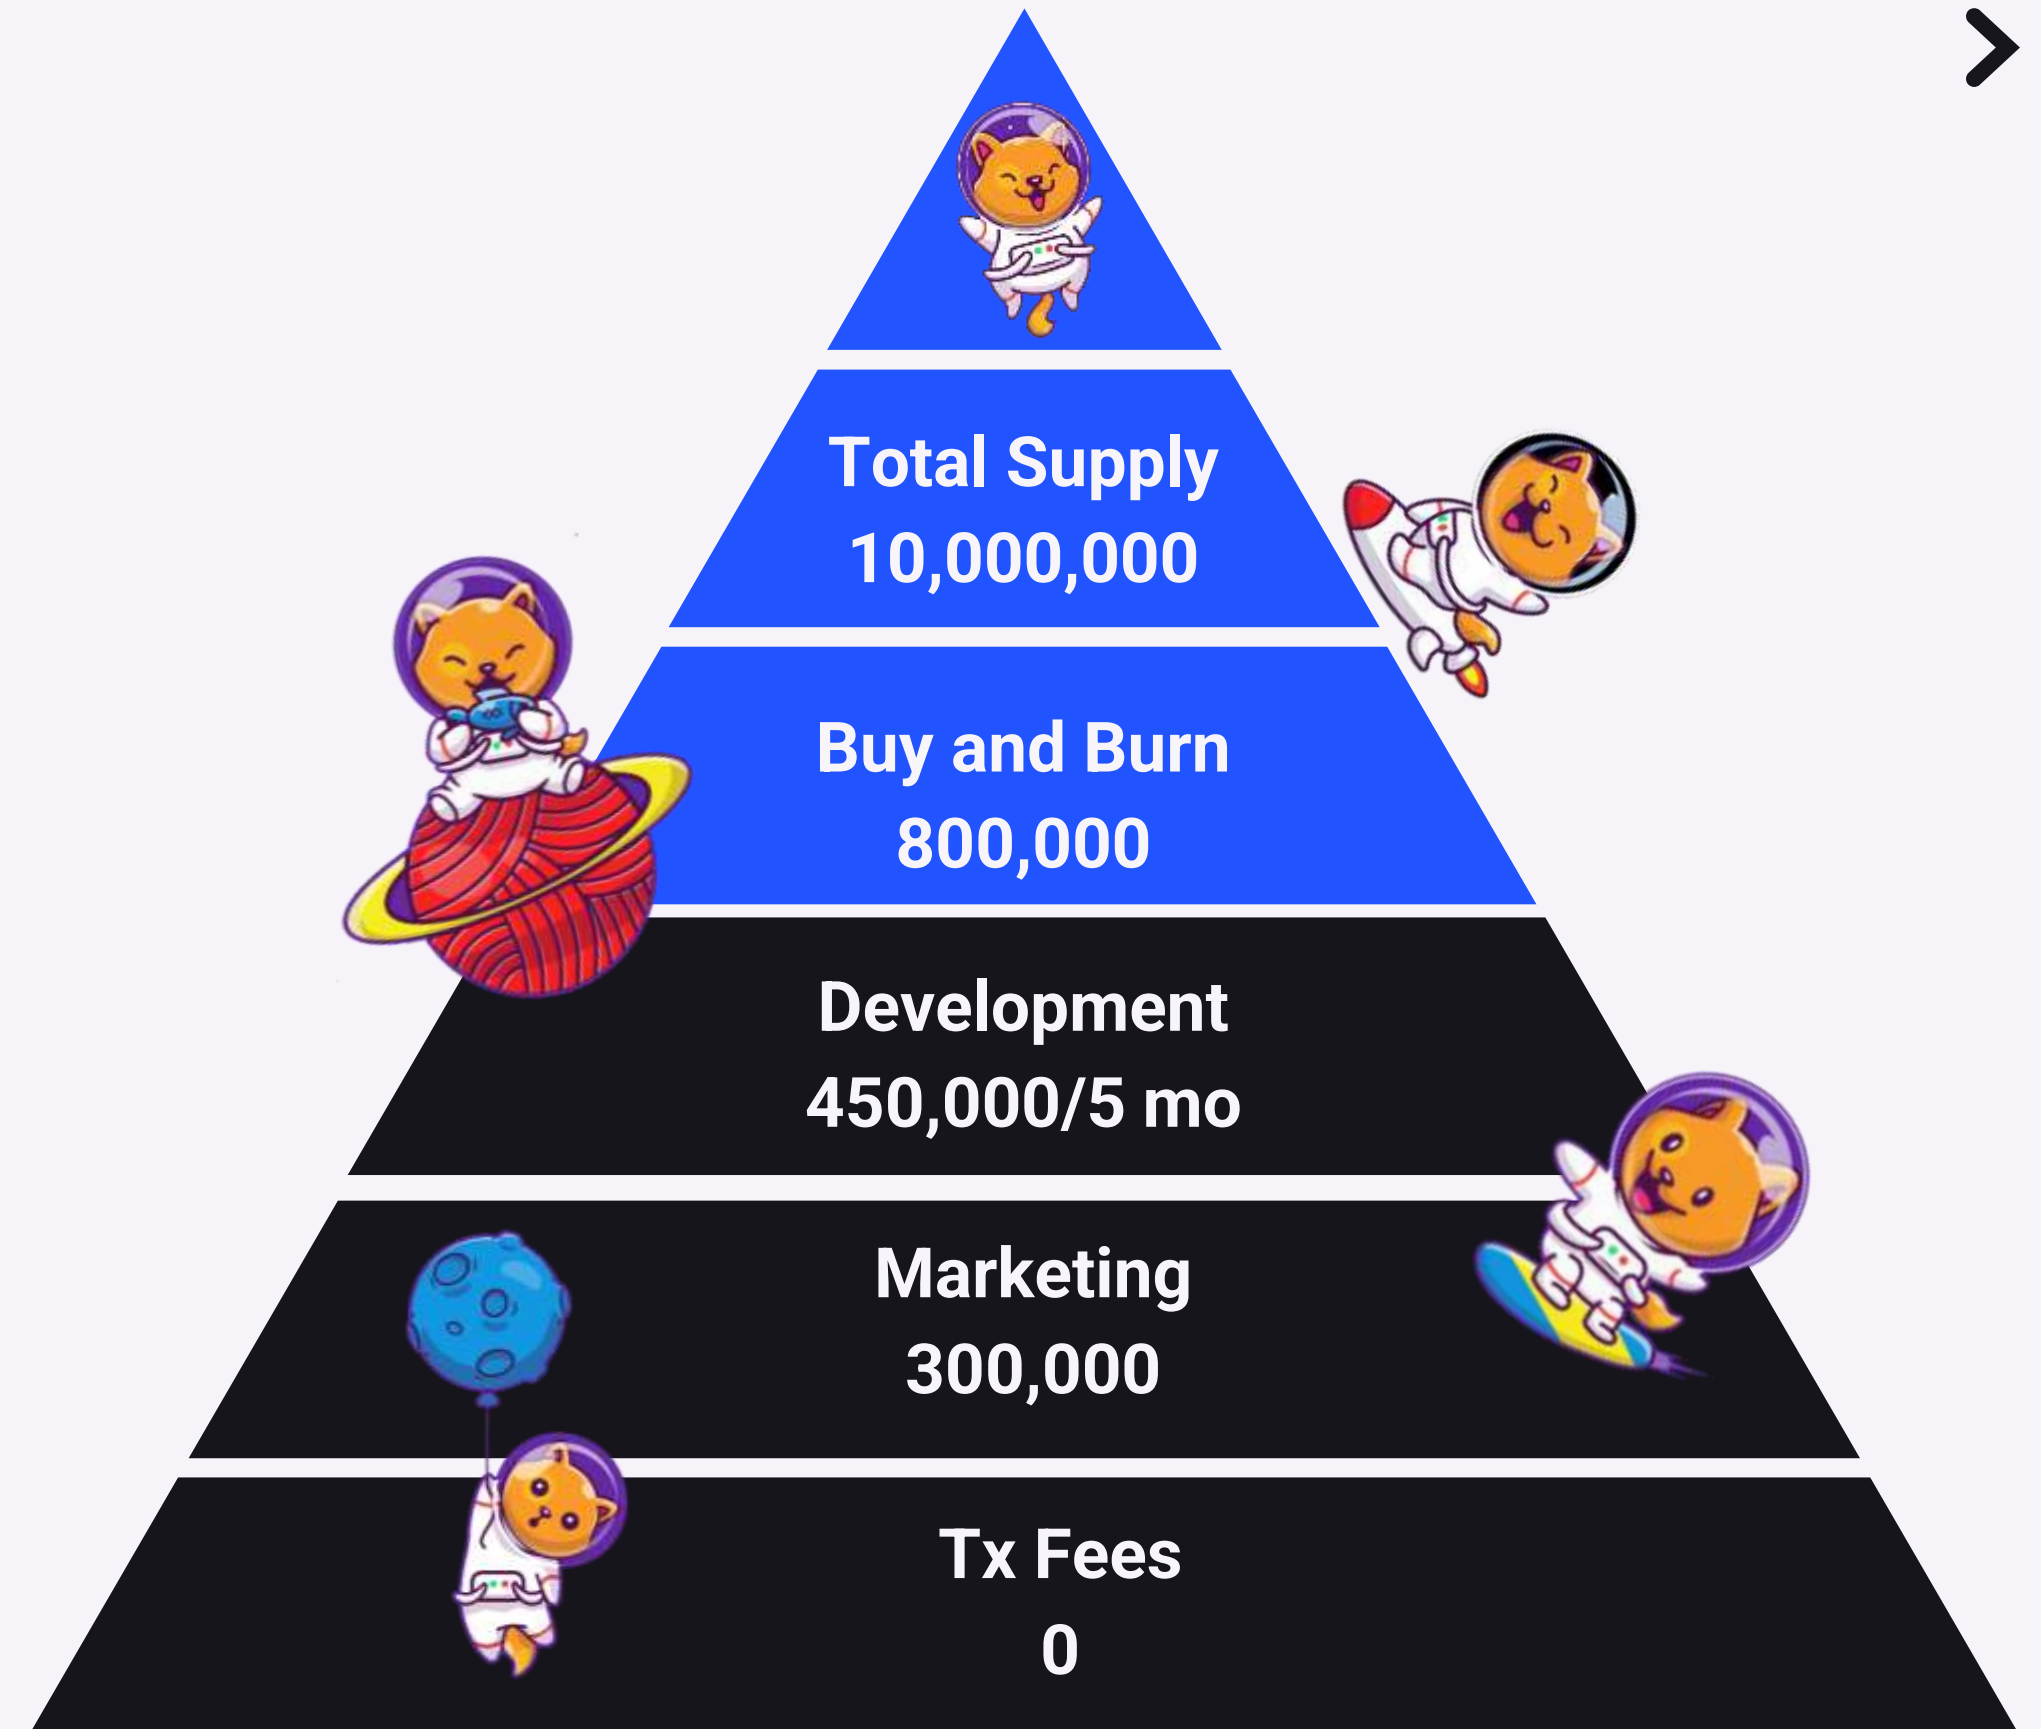 Total Supply
10,000,000
Buy and Burn
800,000
Development
450,000/5 mo
Marketing
300,000
Tx Fees
0